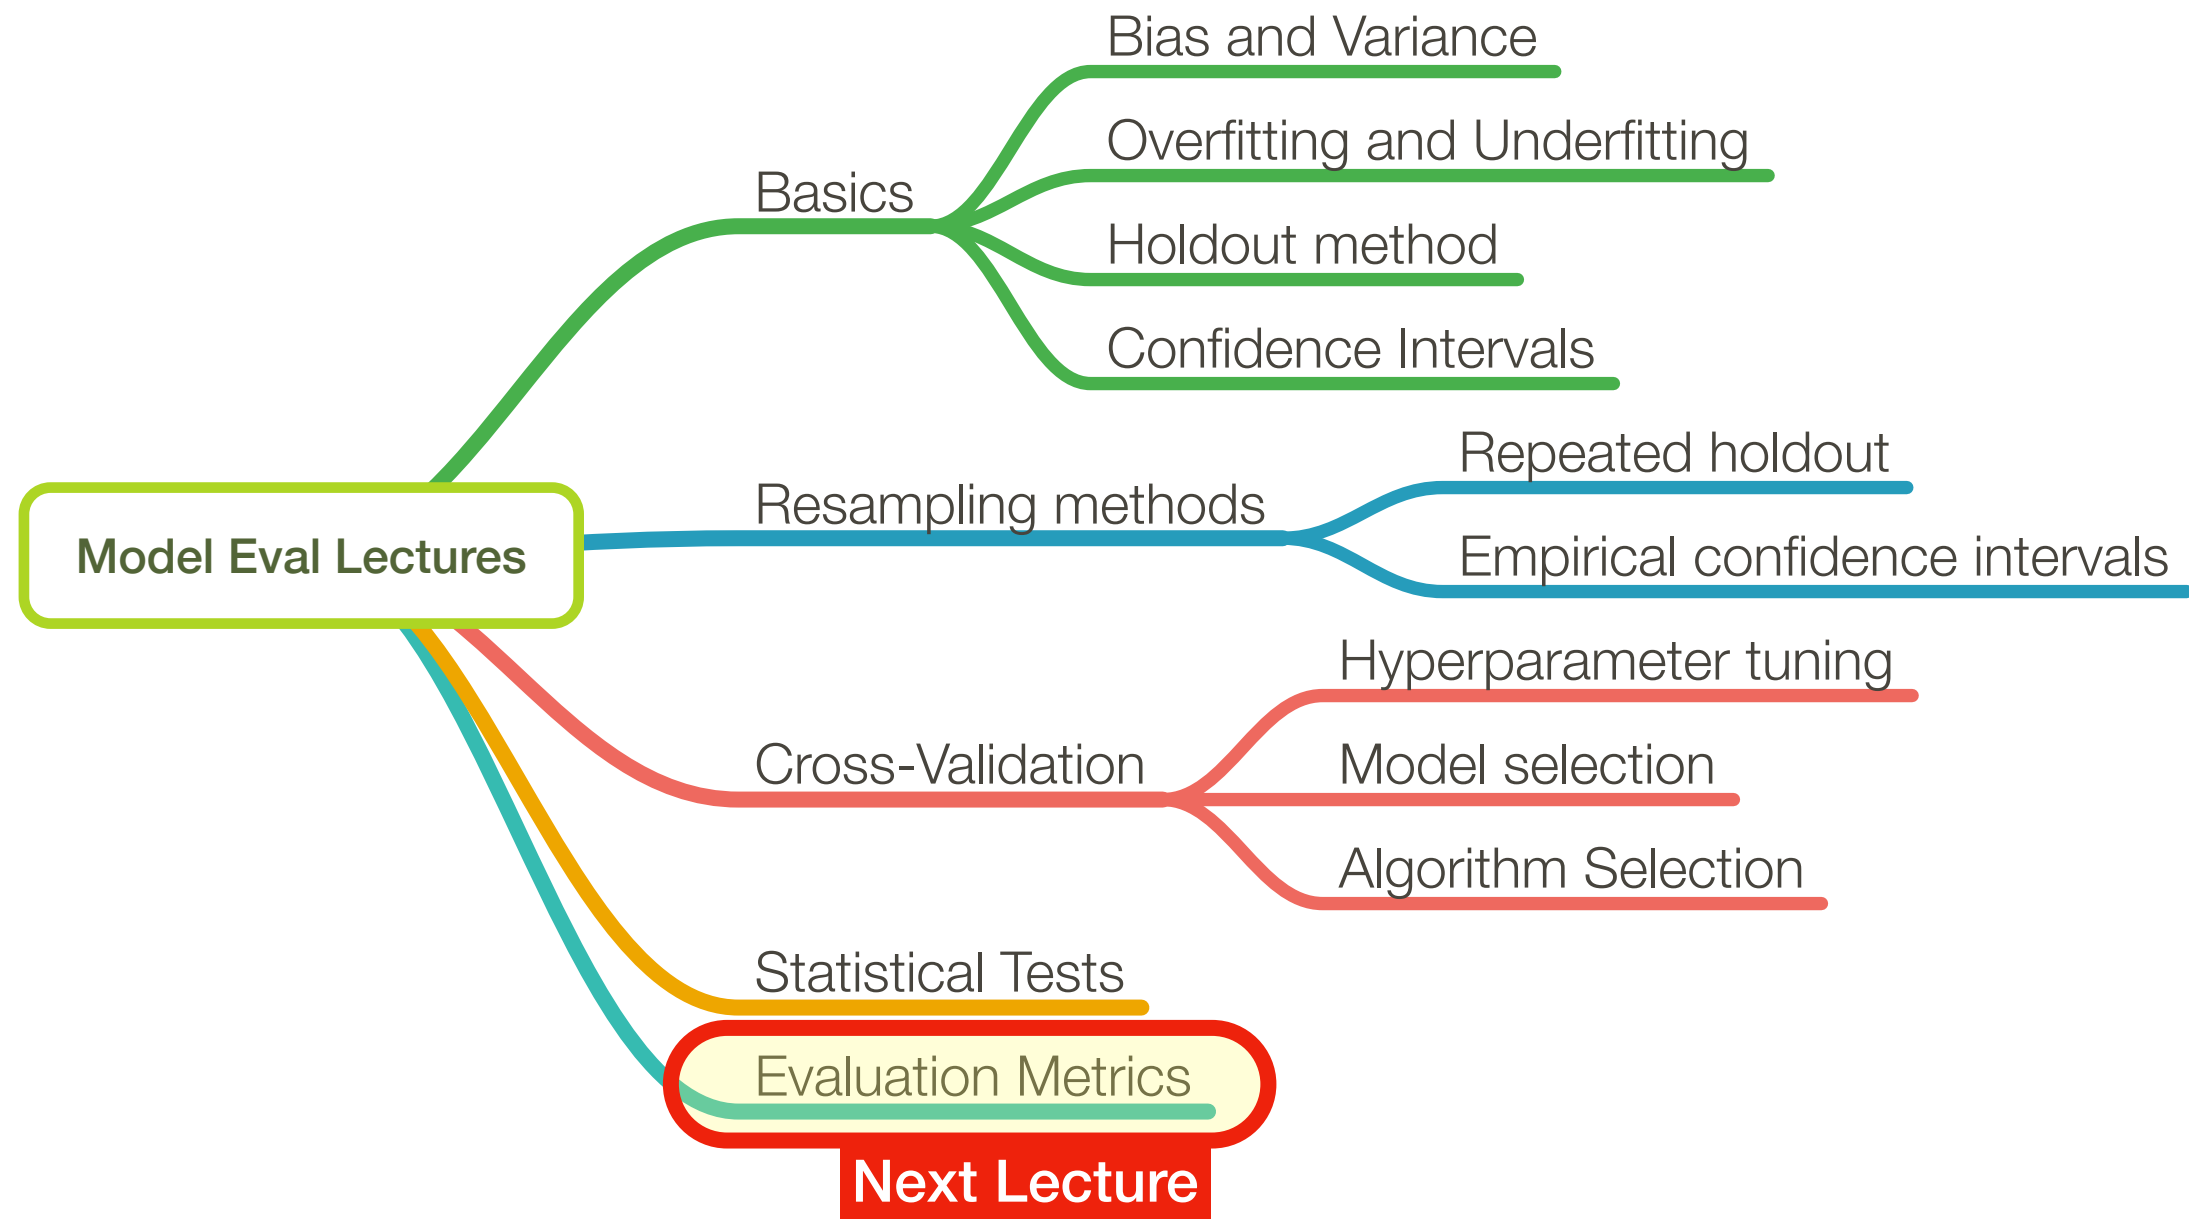 Bias and Variance
Overfitting and Underfitting
Basics
Holdout method
Confidence Intervals
Repeated holdout
Resampling methods
Model Eval Lectures
Empirical confidence intervals
Hyperparameter tuning
Cross-Validation
Model selection
Algorithm Selection
Statistical Tests
Evaluation Metrics
Next Lecture